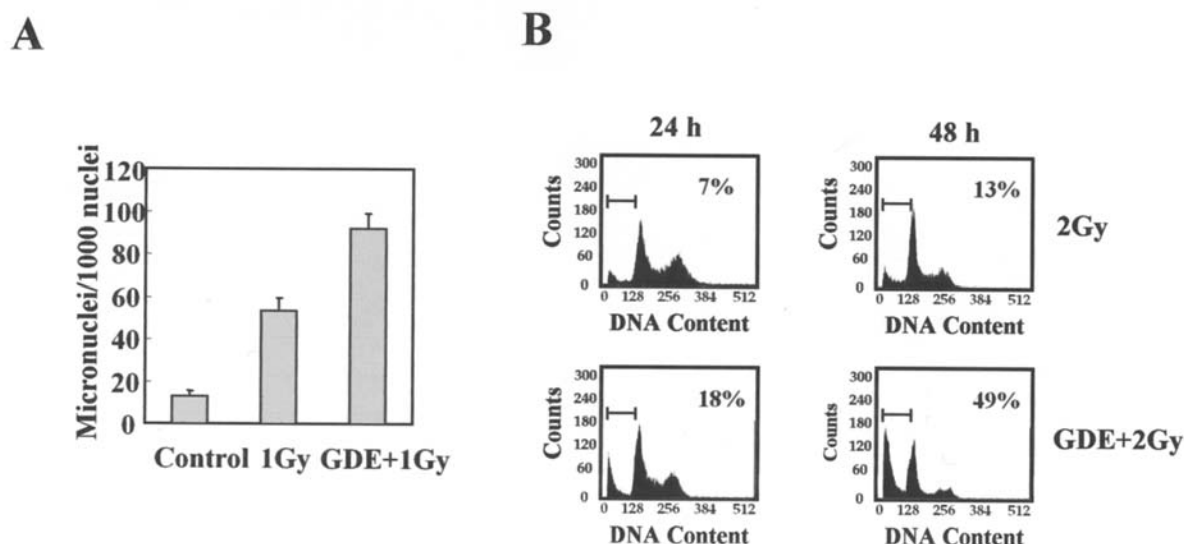 A
B
24 h
48 h
Micronuclei/1000 nuclei
120
100
80
60
40
20
0
Control 1Gy GDE+1Gy
Counts
300
240
180
120
60
0
7%
0 128 256 384 512
DNA Content
Counts
300
240
180
120
60
0
13%
0 128 256 384 512
DNA Content
2Gy
Counts
300
240
180
120
60
0
18%
0 128 256 384 512
DNA Content
Counts
300
240
180
120
60
0
49%
0 128 256 384 512
DNA Content
GDE+2Gy